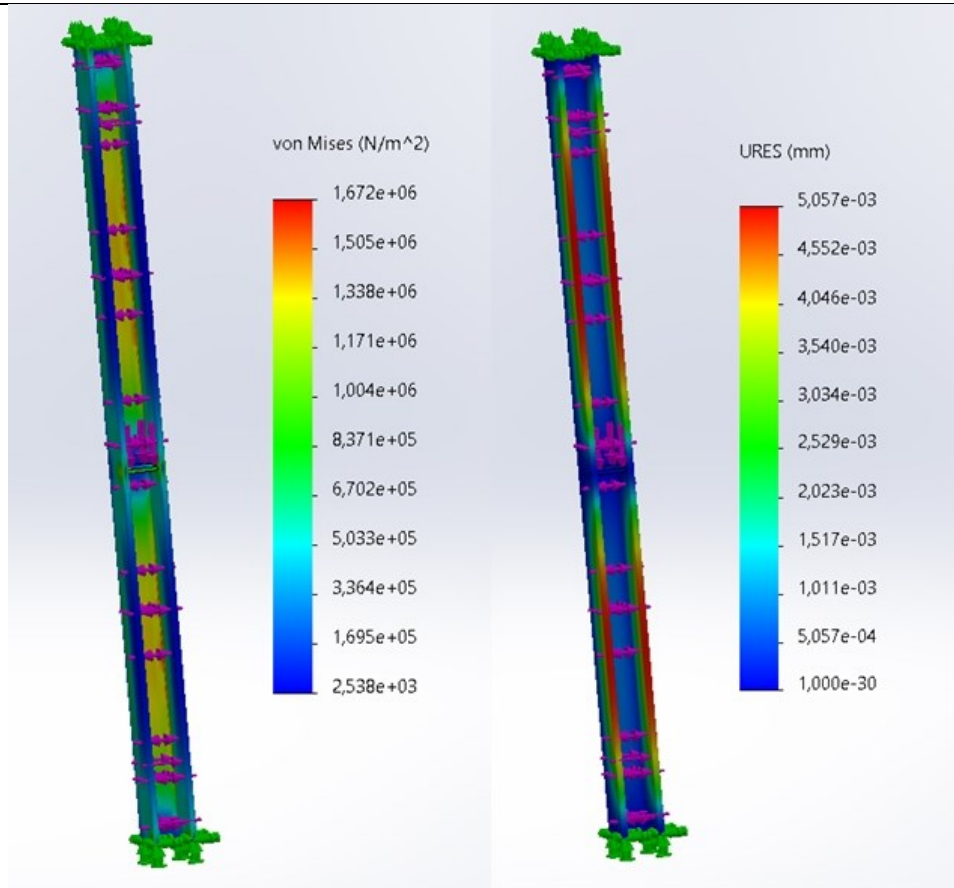 von Mises (N/m^2)
1,672e+06
1,505e+06
1,338e+06
1,171e+06
1,004e+06
8,371e+05
6,702e+05
5,033e+05
3,364e+05
1,695e+05
2,538e+03
URES (mm)
5,057e-03
4,552e-03
4,046e-03
3,540e-03
3,034e-03
2,529e-03
2,023e-03
1,517e-03
1,011e-03
5,057e-04
1,000e-30